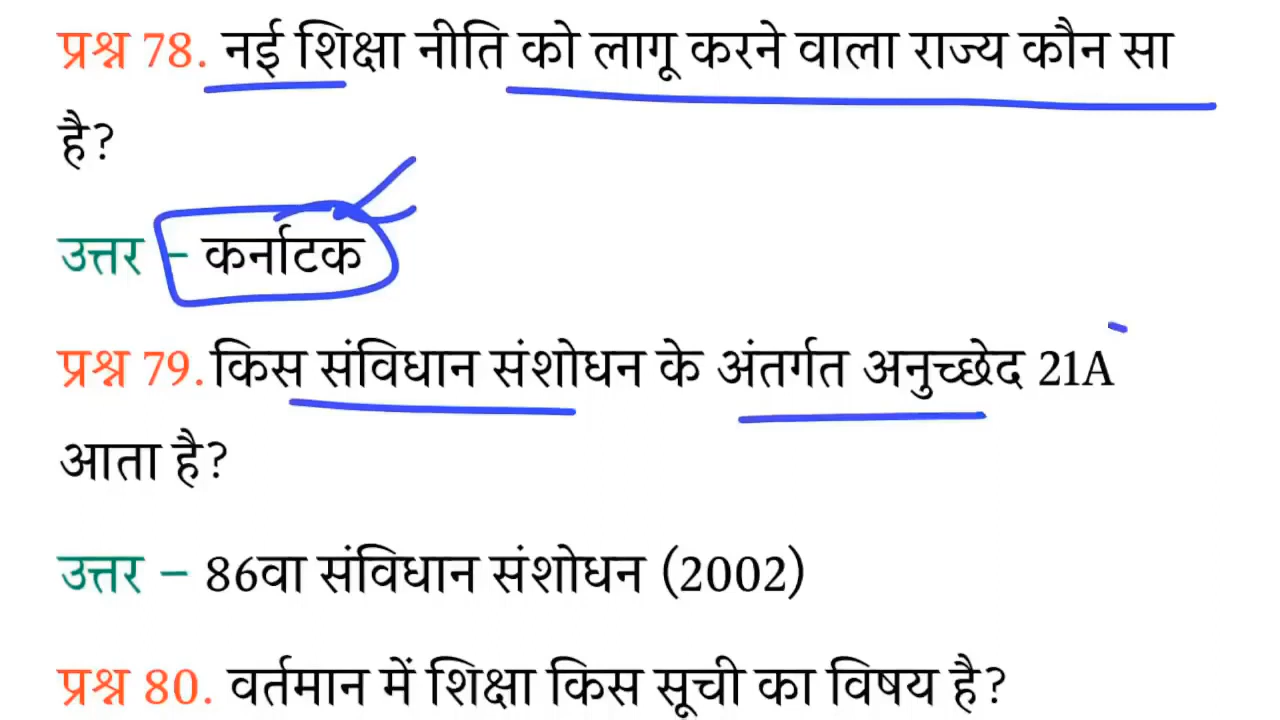 प्रश्न 78. नई शिक्षा नीति को लागू करने वाला राज्य कौन सा
है?
उत्तर – कर्नाटक
प्रश्न 79. किस संविधान संशोधन के अंतर्गत अनुच्छेद 21A
आता है?
उत्तर – 86वा संविधान संशोधन (2002)
प्रश्न 80. वर्तमान में शिक्षा किस सूची का विषय है?